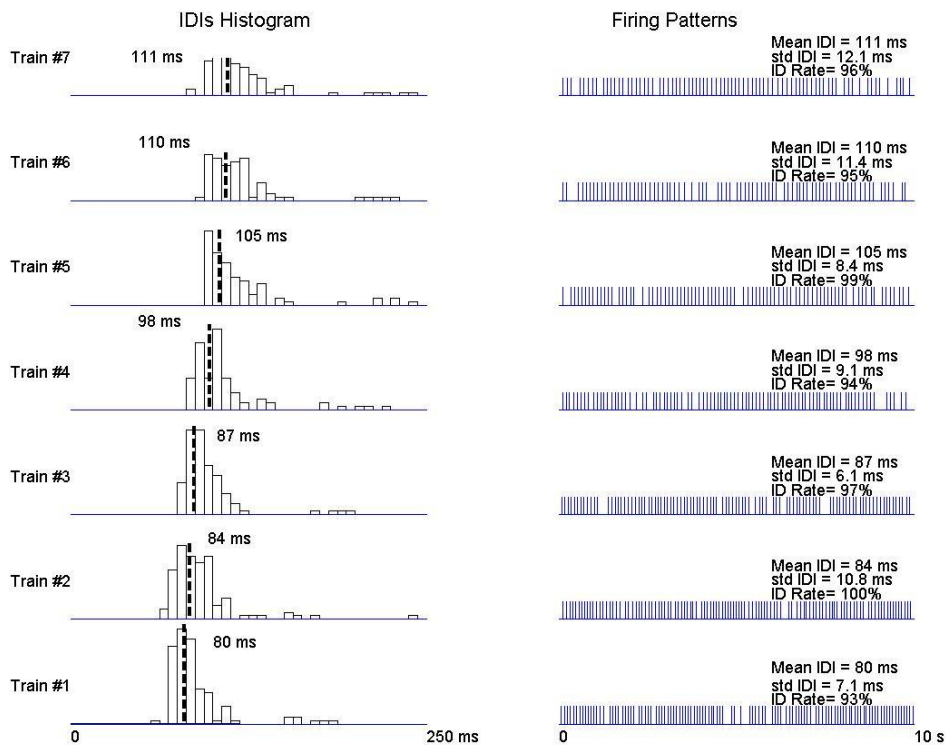 IDIs Histogram
Firing Patterns
Train #7
111 ms
Mean IDI = 111 ms
std IDI = 12.1 ms
ID Rate= 96%
Train #6
110 ms
Mean IDI = 110 ms
std IDI = 11.4 ms
ID Rate= 95%
Train #5
105 ms
Mean IDI = 105 ms
std IDI = 8.4 ms
ID Rate= 99%
Train #4
98 ms
Mean IDI = 98 ms
std IDI = 9.1 ms
ID Rate= 94%
Train #3
87 ms
Mean IDI = 87 ms
std IDI = 6.1 ms
ID Rate= 97%
Train #2
84 ms
Mean IDI = 84 ms
std IDI = 10.8 ms
ID Rate= 100%
Train #1
80 ms
Mean IDI = 80 ms
std IDI = 7.1 ms
ID Rate= 93%
0
250 ms
0
10 s